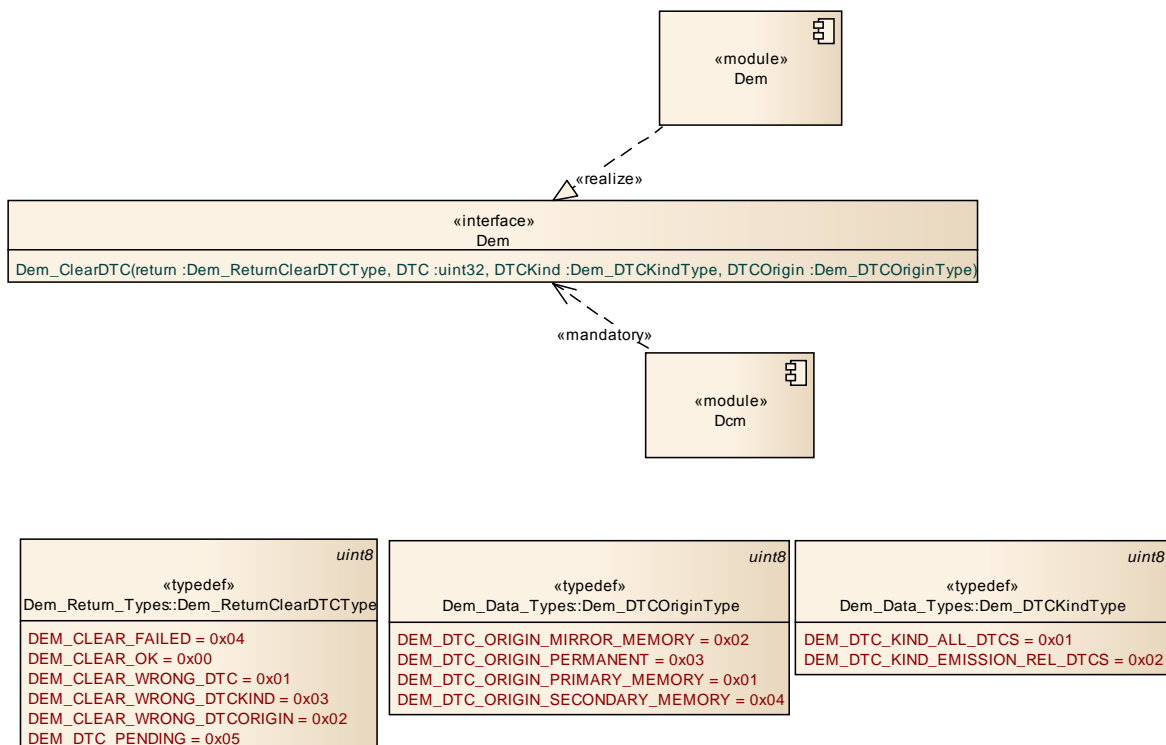 «module»
Dem
«realize»
«interface»
Dem
Dem_ClearDTC(return :Dem_ReturnClearDTCType, DTC :uint32, DTCKind :Dem_DTCKindType, DTCOrigin :Dem_DTCOriginType)
«mandatory»
«module»
Dcm
uint8
«typedef»
Dem_Return_Types::Dem_ReturnClearDTCType
DEM_CLEAR_FAILED = 0x04
DEM_CLEAR_OK = 0x00
DEM_CLEAR_WRONG_DTC = 0x01
DEM_CLEAR_WRONG_DTCKIND = 0x03
DEM_CLEAR_WRONG_DTCORIGIN = 0x02
DEM_DTC_PENDING = 0x05
uint8
«typedef»
Dem_Data_Types::Dem_DTCOriginType
DEM_DTC_ORIGIN_MIRROR_MEMORY = 0x02
DEM_DTC_ORIGIN_PERMANENT = 0x03
DEM_DTC_ORIGIN_PRIMARY_MEMORY = 0x01
DEM_DTC_ORIGIN_SECONDARY_MEMORY = 0x04
uint8
«typedef»
Dem_Data_Types::Dem_DTCKindType
DEM_DTC_KIND_ALL_DTCS = 0x01
DEM_DTC_KIND_EMISSION_REL_DTCS = 0x02